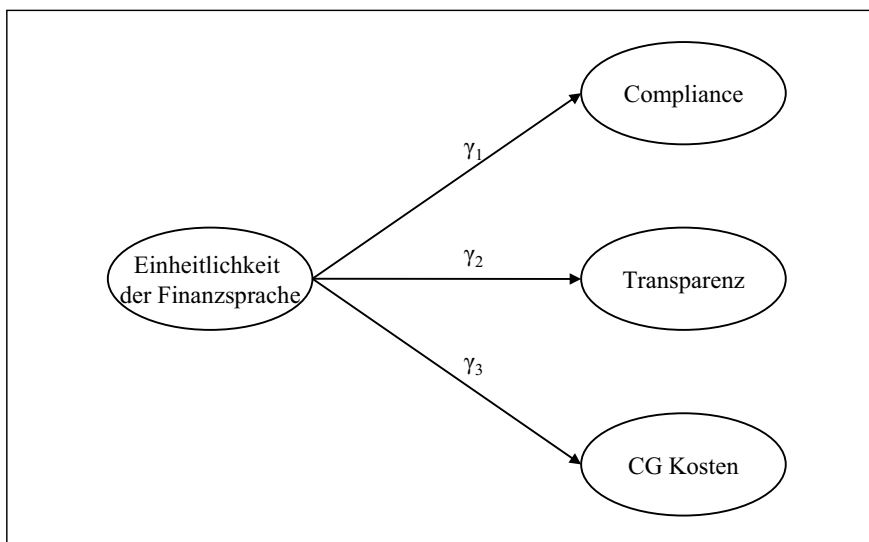 Compliance
γ₁
Einheitlichkeit
der Finanzsprache
γ₂
Transparenz
γ₃
CG Kosten